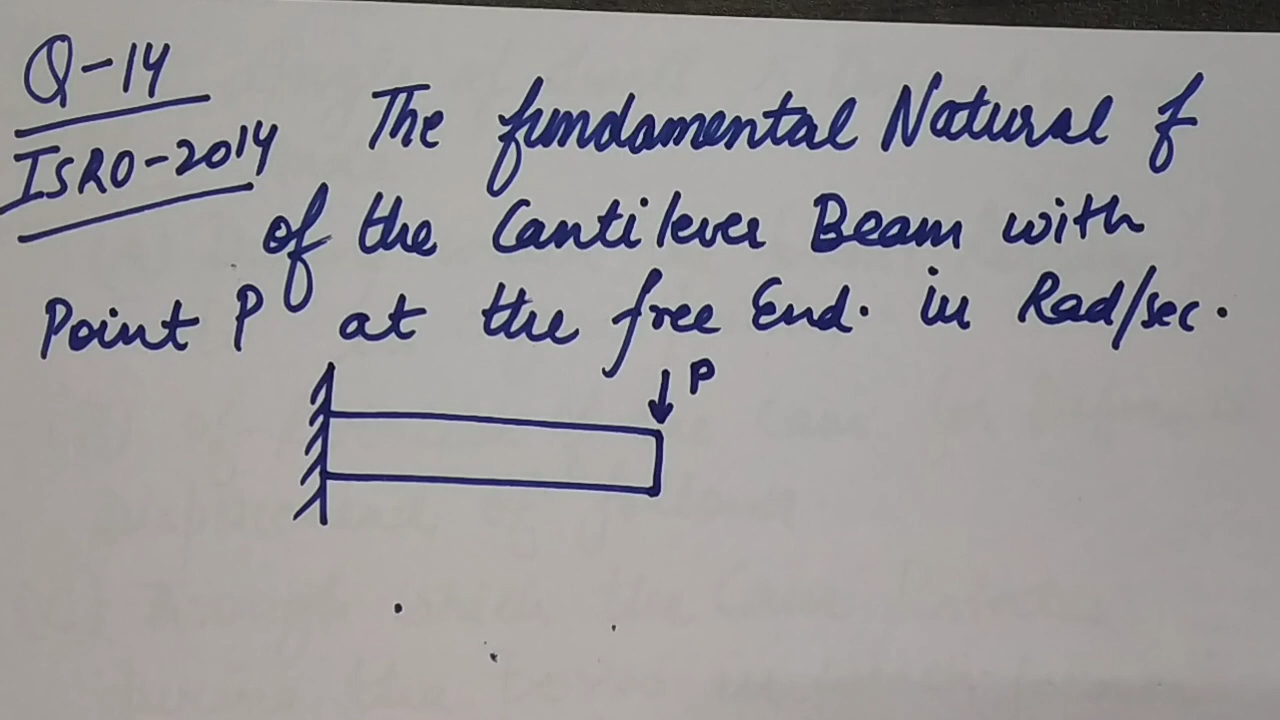 Q-14
ISRO-2014
The fundamental Natural f
of the Cantilever Beam with
Point P at the free End. in Rad/sec.
P